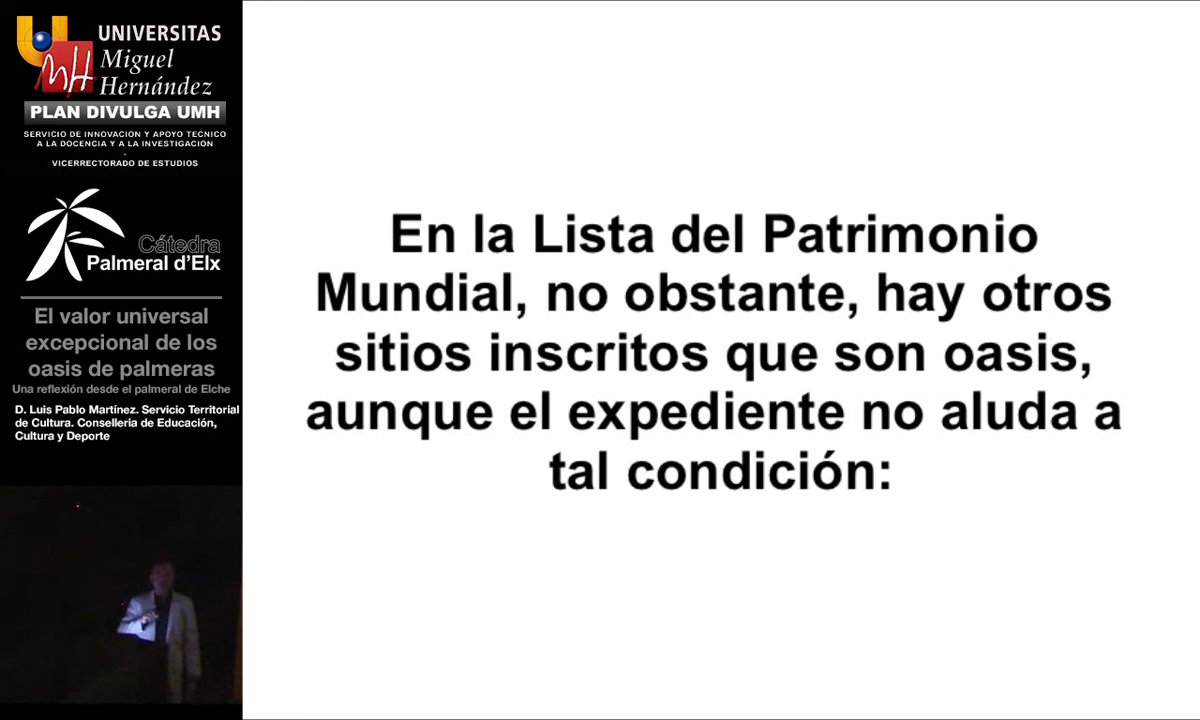 UNIVERSITAS
Miguel
Hernández
PLAN DIVULGA UMH
SERVICIO DE INNOVACION Y APOYO TECNICO
A LA DOCENCIA Y A LA INVESTIGACION
VICERRECTORADO DE ESTUDIOS
Cátedra
Palmeral d'Elx
El valor universal
excepcional de los
oasis de palmeras
Una reflexión desde el palmeral de Elche
D. Luis Pablo Martínez. Servicio Territorial
de Cultura. Conselleria de Educación,
Cultura y Deporte
En la Lista del Patrimonio
Mundial, no obstante, hay otros
sitios inscritos que son oasis,
aunque el expediente no aluda a
tal condición: